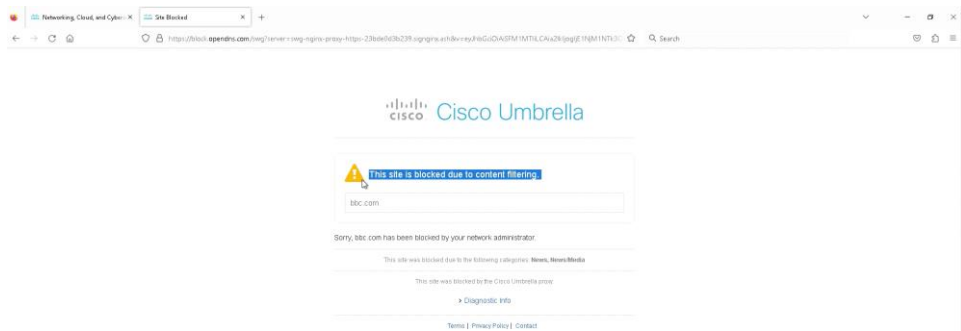 Networking, Cloud, and Cyber
Site Blocked
Search
cisco Cisco Umbrella
This site is blocked due to content filtering.
bbc.com
Sorry, bbc.com has been blocked by your network administrator.
This site was blocked due to the following categories: News, News/Media
This site was blocked by the Cisco Umbrella proxy.
> Diagnostic Info
Terms | Privacy Policy | Contact